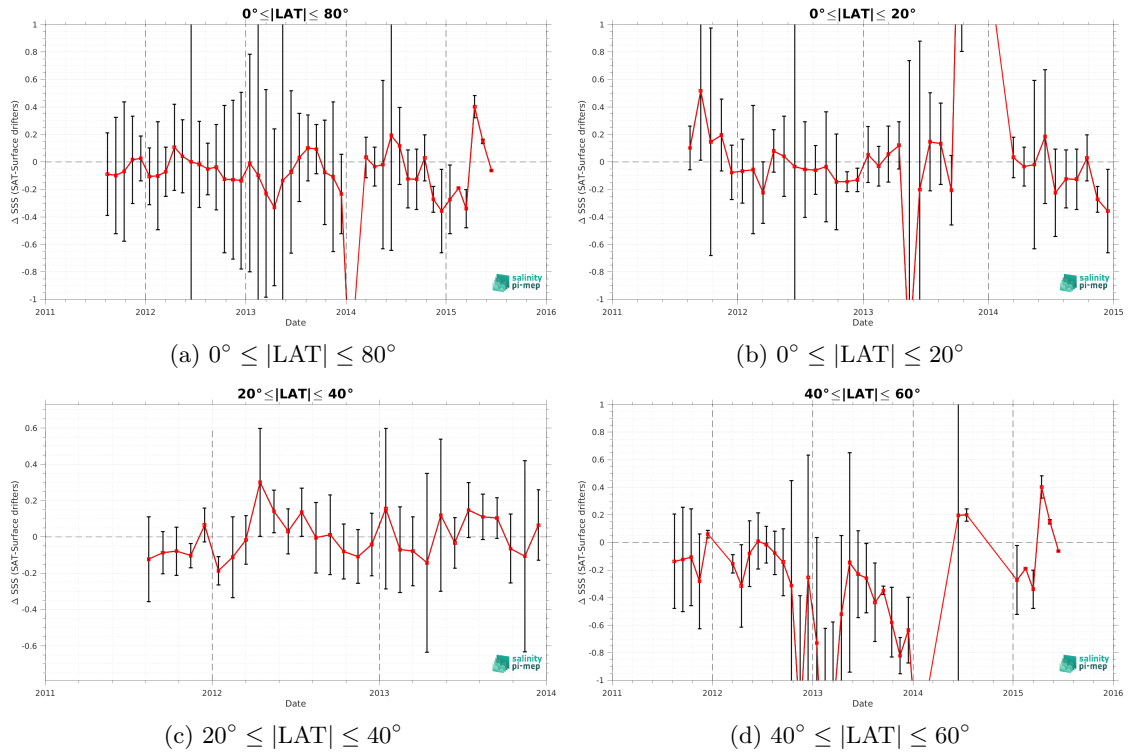 0°≤|LAT|≤ 80°
Δ SSS (SAT-Surface drifters)
1
0.8
0.6
0.4
0.2
0
-0.2
-0.4
-0.6
-0.8
-1
2011
2012
2013
2014
2015
2016
Date
salinity
pi-mep
(a) 0° ≤ |LAT| ≤ 80°
0°≤|LAT|≤ 20°
Δ SSS (SAT-Surface drifters)
1
0.8
0.6
0.4
0.2
0
-0.2
-0.4
-0.6
-0.8
-1
2011
2012
2013
2014
2015
Date
salinity
pi-mep
(b) 0° ≤ |LAT| ≤ 20°
20°≤|LAT|≤ 40°
Δ SSS (SAT-Surface drifters)
0.6
0.4
0.2
0
-0.2
-0.4
-0.6
2011
2012
2013
2014
Date
salinity
pi-mep
(c) 20° ≤ |LAT| ≤ 40°
40°≤|LAT|≤ 60°
Δ SSS (SAT-Surface drifters)
1
0.8
0.6
0.4
0.2
0
-0.2
-0.4
-0.6
-0.8
-1
2011
2012
2013
2014
2015
2016
Date
salinity
pi-mep
(d) 40° ≤ |LAT| ≤ 60°